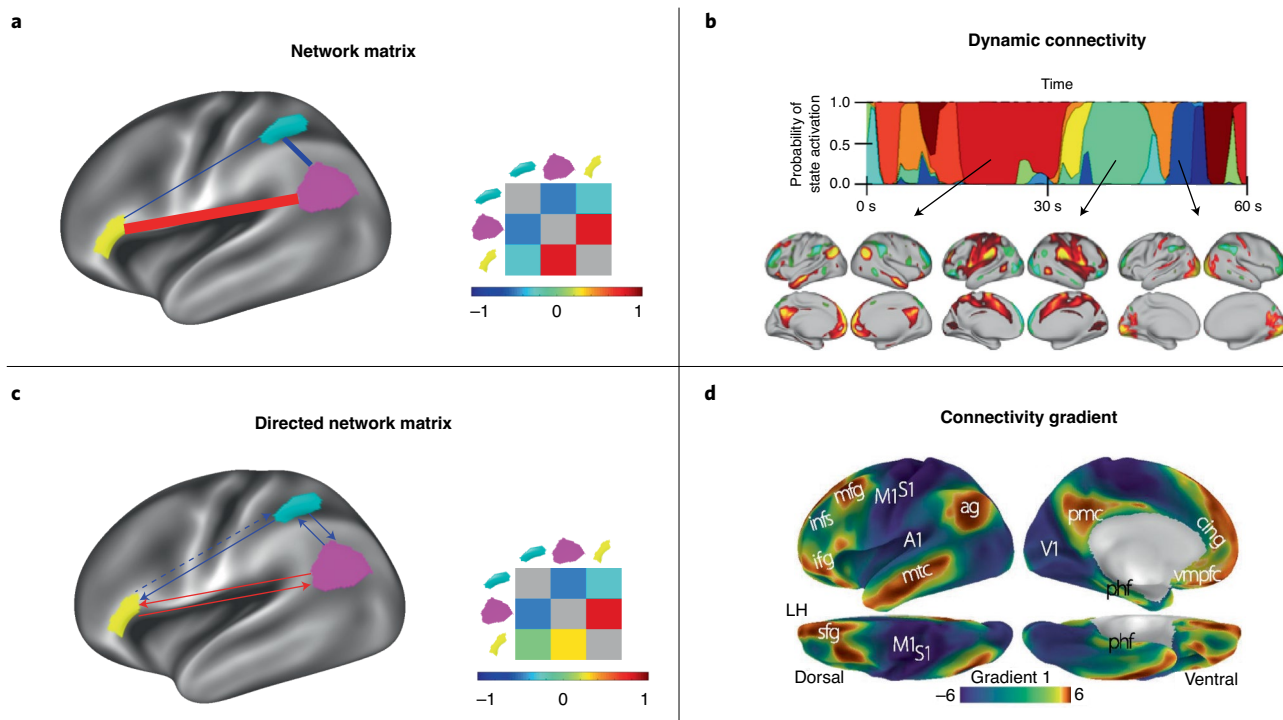 a
Network matrix
−1 0 1
b
Dynamic connectivity
Time
Probability of
state activation
1.0
0.5
0.0
0 s 30 s 60 s
c
Directed network matrix
−1 0 1
d
Connectivity gradient
mfg M1 S1 ag
infs
A1
ifg
mtc
pmc
cing
V1
vmpfc
phf
LH
sfg
M1 S1
phf
Dorsal Gradient 1 Ventral
−6 6